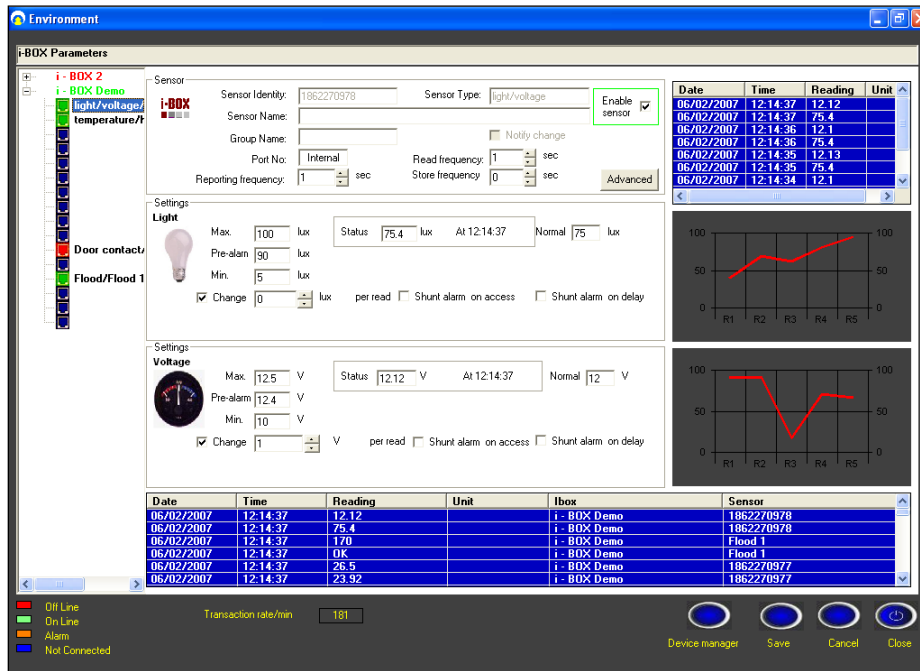 Environment
i-BOX Parameters
i - BOX 2
i - BOX Demo
light/voltage/
temperature/
Door contact/
Flood/Flood 1
Sensor
i-BOX
Sensor Identity: 1862270978 Sensor Type: light/voltage Enable sensor
Sensor Name:
Group Name: Notify change
Port No: Internal Read frequency: 1 sec
Reporting frequency: 1 sec Store frequency 0 sec Advanced
Settings
Light
Max. 100 lux Status 75.4 lux At 12:14:37 Normal 75 lux
Pre-alarn 90 lux
Min. 5 lux
Change 0 lux per read Shunt alarm on access Shunt alarm on delay
Settings
Voltage
Max. 12.5 V Status 12.12 V At 12:14:37 Normal 12 V
Pre-alarm 12.4 V
Min. 10 V
Change 1 V per read Shunt alarm on access Shunt alarm on delay
Date Time Reading Unit
06/02/2007 12:14:37 12.12
06/02/2007 12:14:37 75.4
06/02/2007 12:14:36 12.1
06/02/2007 12:14:36 75.4
06/02/2007 12:14:35 12.13
06/02/2007 12:14:35 75.4
06/02/2007 12:14:34 12.1
100 100
50 50
0 0
R1 R2 R3 R4 R5
100 100
50 50
0 0
R1 R2 R3 R4 R5
Date Time Reading Unit Ibox Sensor
06/02/2007 12:14:37 12.12 i - BOX Demo 1862270978
06/02/2007 12:14:37 75.4 i - BOX Demo 1862270978
06/02/2007 12:14:37 170 i - BOX Demo Flood 1
06/02/2007 12:14:37 OK i - BOX Demo Flood 1
06/02/2007 12:14:37 26.5 i - BOX Demo 1862270977
06/02/2007 12:14:37 23.92 i - BOX Demo 1862270977
Off Line
On Line
Alarm
Not Connected
Transaction rate/min 181
Device manager Save Cancel Close